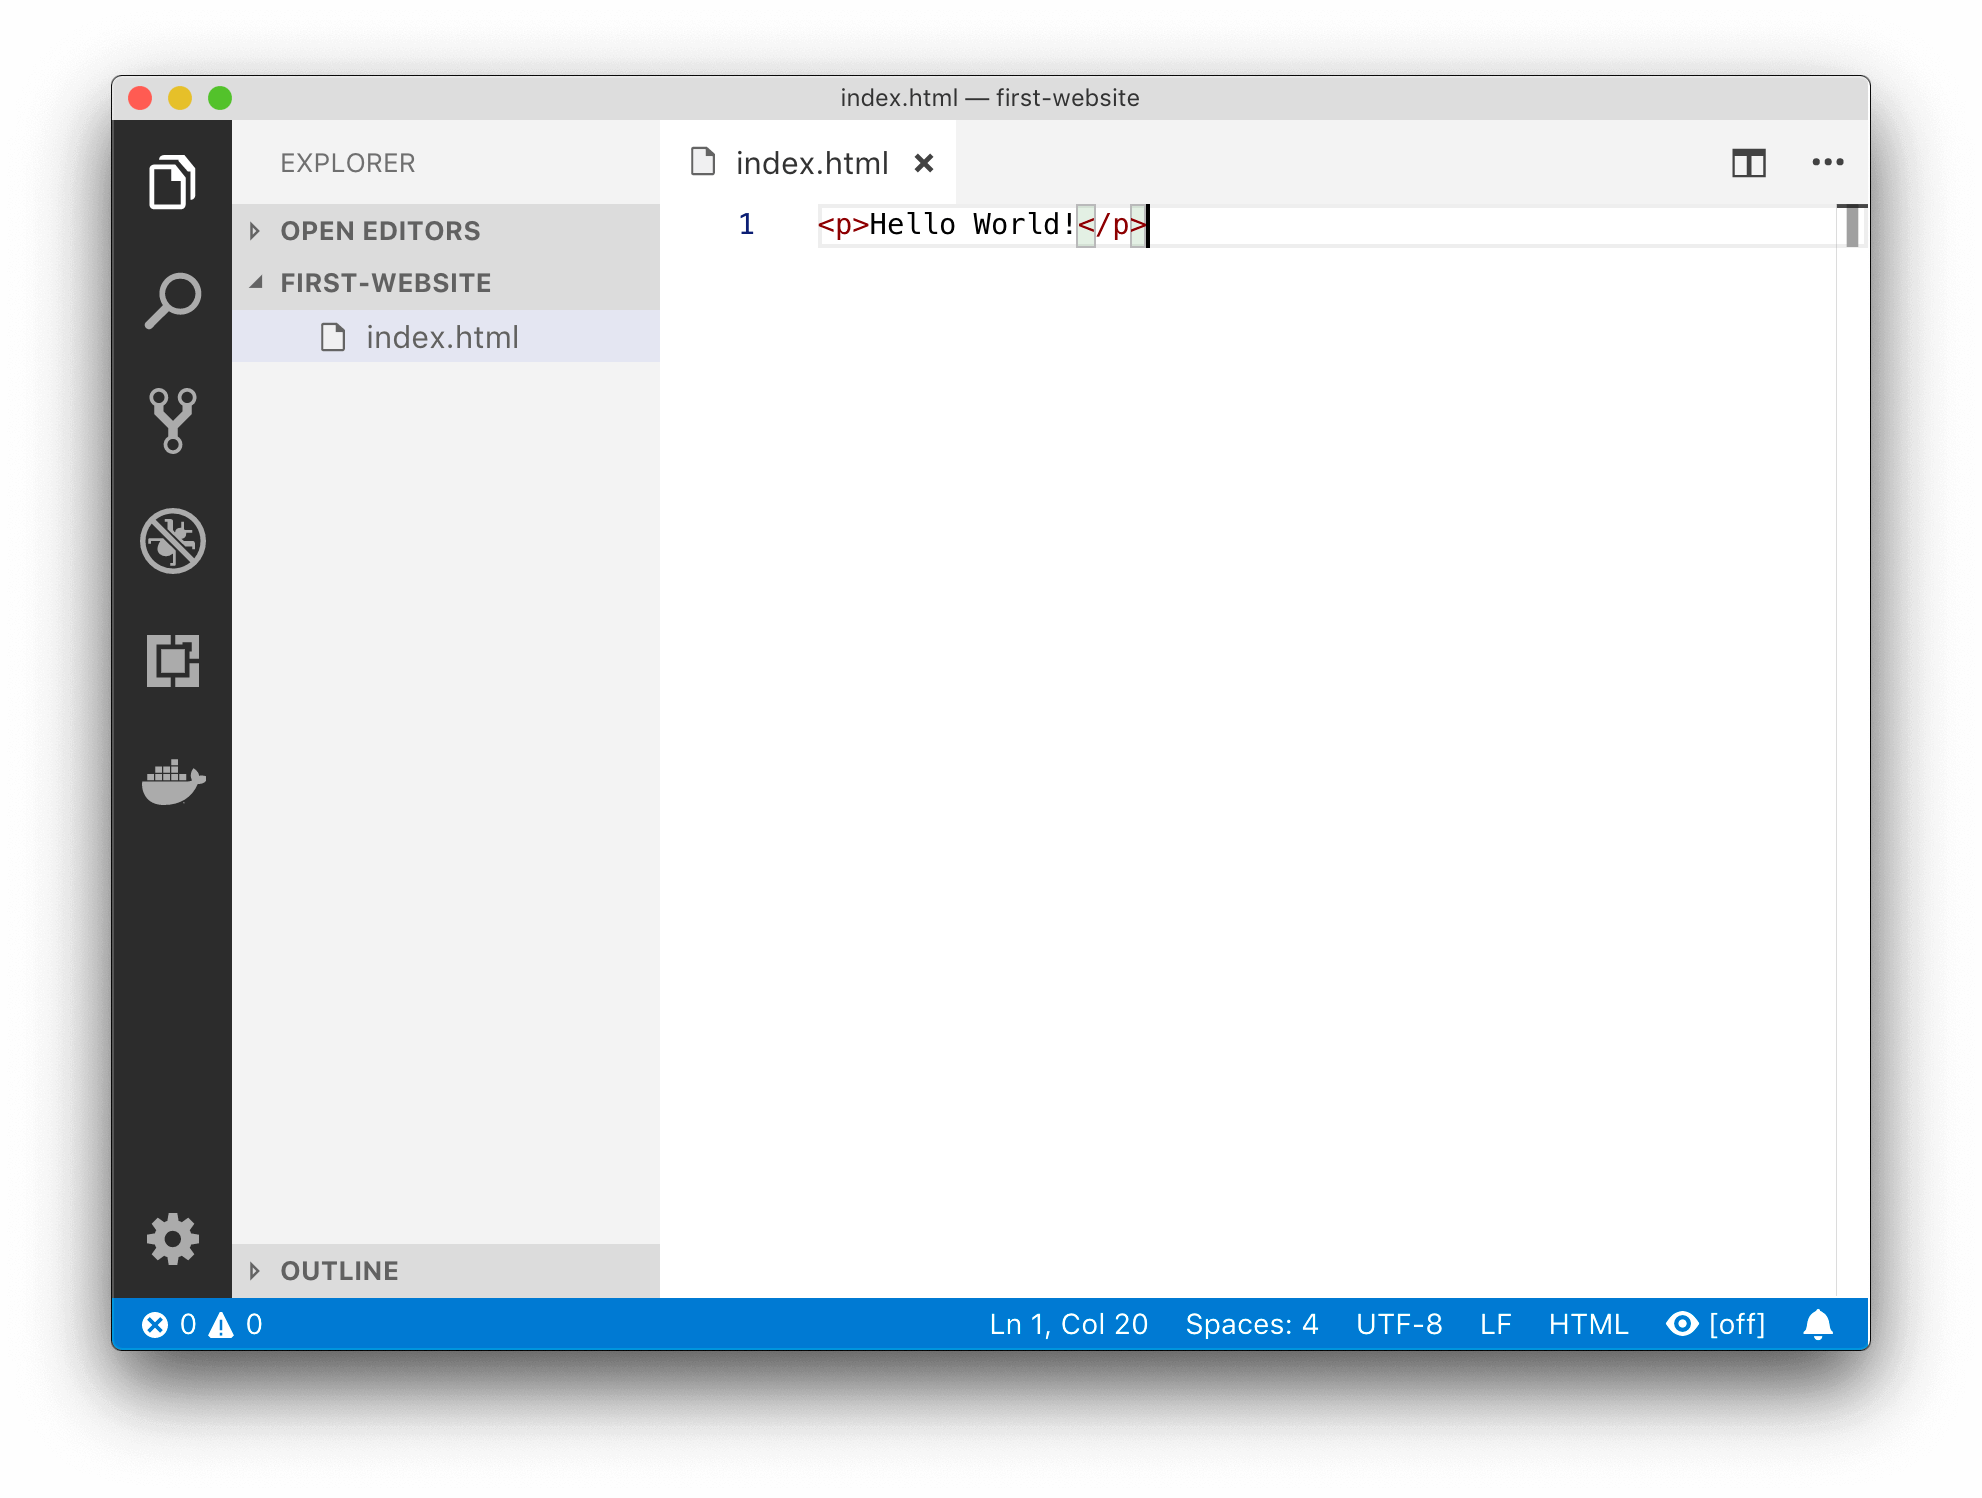 index.html — first-website
EXPLORER
OPEN EDITORS
FIRST-WEBSITE
index.html
OUTLINE
index.html
1 <p>Hello World!</p>
0 0 Ln 1, Col 20 Spaces: 4 UTF-8 LF HTML [off]